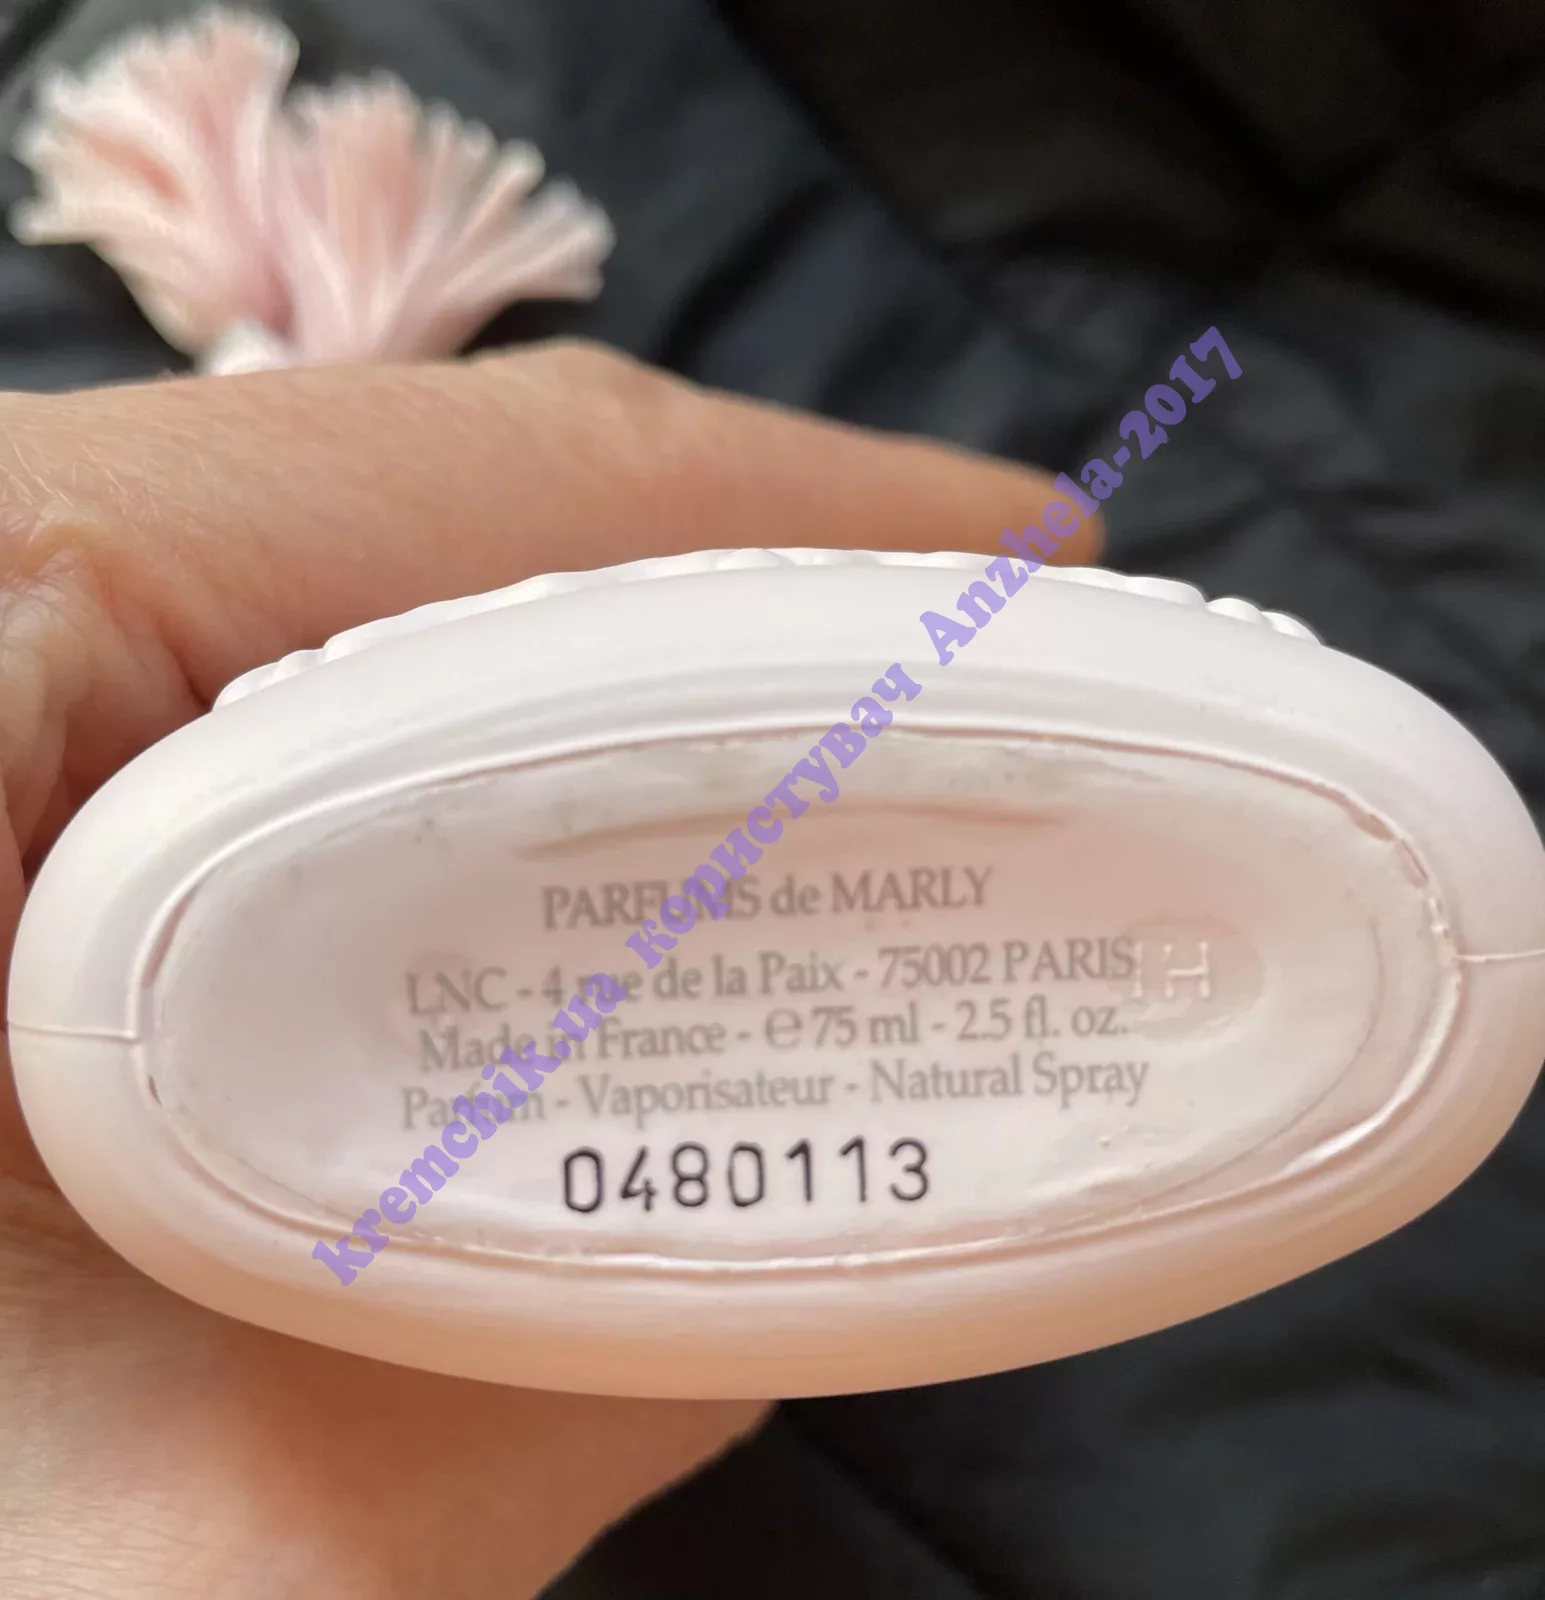 PARFUMS de MARLY
LNC - 4 rue de la Paix - 75002 PARIS
Made in France - ℮ 75 ml - 2.5 fl. oz.
Parfum - Vaporisateur - Natural Spray
0480113
kremchik.ua користувач Anzhela-2017